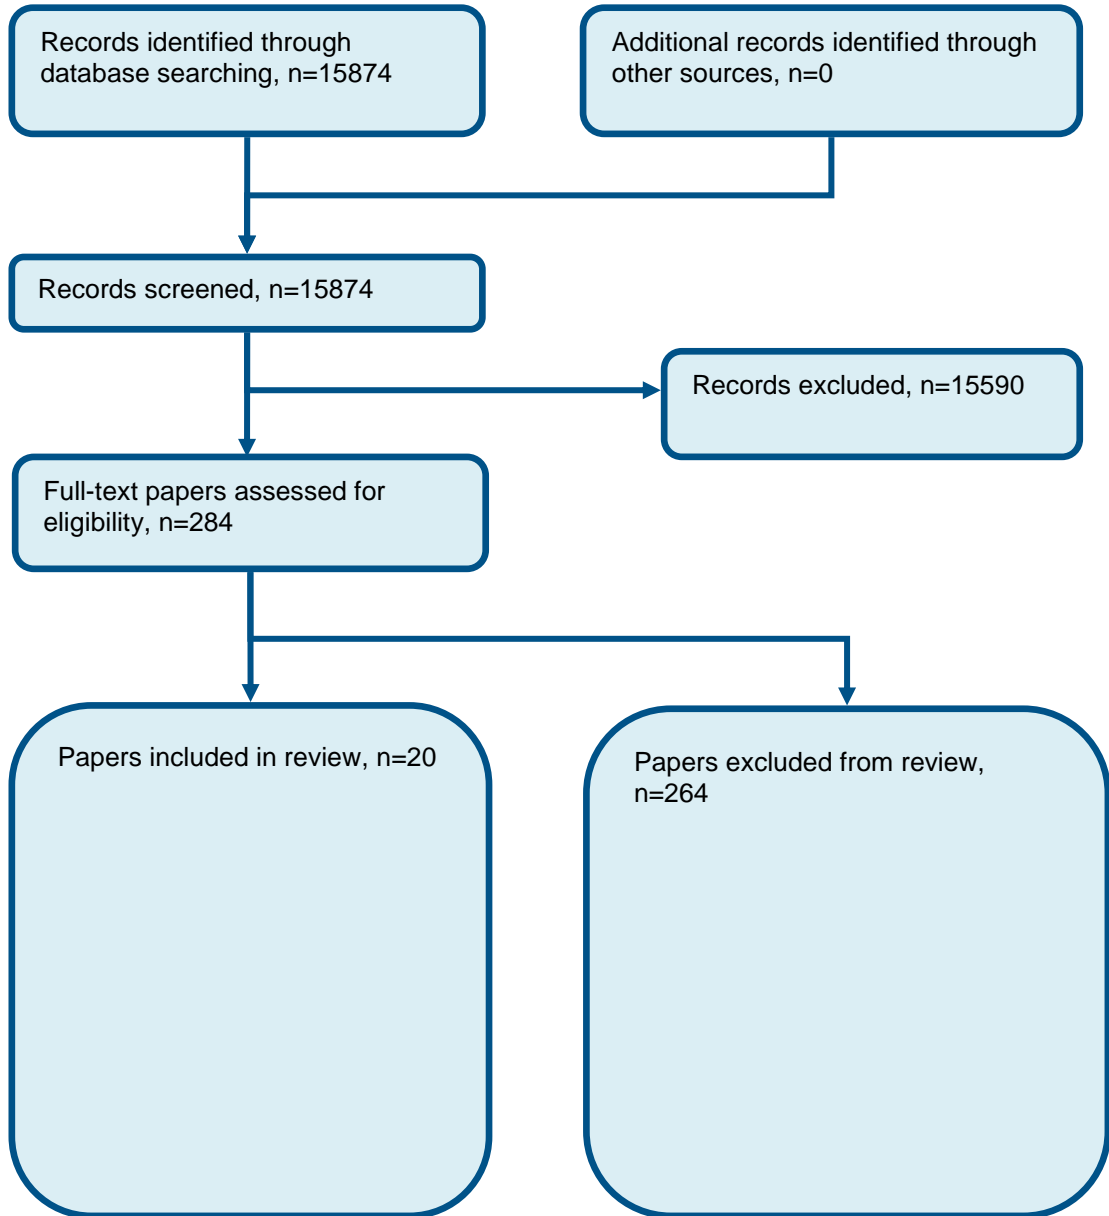 Records identified through
database searching, n=15874
Additional records identified through
other sources, n=0
Records screened, n=15874
Records excluded, n=15590
Full-text papers assessed for
eligibility, n=284
Papers included in review, n=20
Papers excluded from review,
n=264